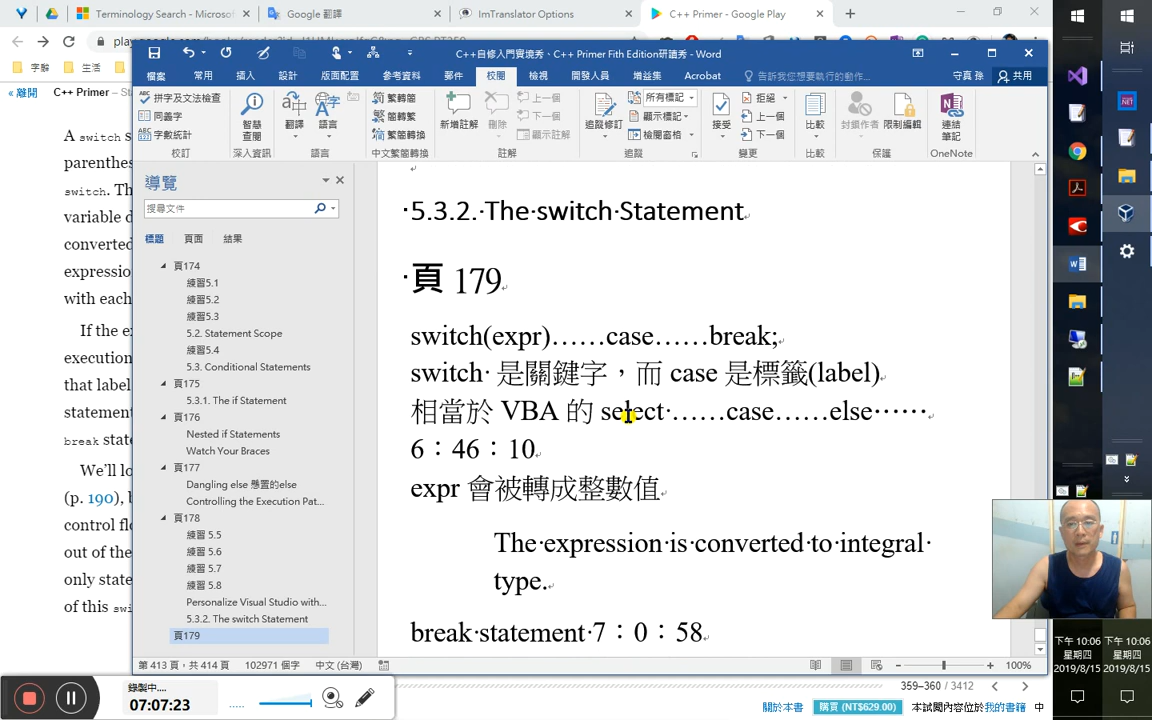 Terminology Search - Microsof
Google 翻譯
ImTranslator Options
C++ Primer - Google Play
字辭
生活
« 離開
C++ Primer
A switch s
parenthes
switch. Th
variable d
converted
expressio
with each
If the e
execution
that label
statement
break stat
We'll lo
(p. 190), b
control flo
out of the
only state
of this swi
C++自修入門實境秀、C++ Primer Fith Edition研讀秀 - Word
檔案
常用
插入
設計
版面配置
參考資料
郵件
校閱
檢視
開發人員
增益集
Acrobat
告訴我您想要執行的動作...
守真 孫
共用
拼字及文法檢查
同義字
字數統計
校訂
智慧
查閱
深入資訊
翻譯
語言
語言
繁轉簡
簡轉繁
繁簡轉換
中文繁簡轉換
新增註解
刪除
上一個
下一個
顯示註解
註解
追蹤修訂
所有標記
顯示標記
檢閱窗格
追蹤
接受
拒絕
上一個
下一個
變更
比較
比較
封鎖作者
限制編輯
保護
連結
筆記
OneNote
導覽
搜尋文件
標題
頁面
結果
頁174
練習5.1
練習5.2
練習5.3
5.2. Statement Scope
練習5.4
5.3. Conditional Statements
頁175
5.3.1. The if Statement
頁176
Nested if Statements
Watch Your Braces
頁177
Dangling else 懸置的else
Controlling the Execution Pat...
頁178
練習 5.5
練習 5.6
練習 5.7
練習 5.8
Personalize Visual Studio with...
5.3.2. The switch Statement
頁179
5.3.2. The switch Statement
頁 179
switch(expr)……case……break;
switch 是關鍵字，而 case 是標籤(label)
相當於 VBA 的 select ……case……else……
6：46：10
expr 會被轉成整數值
The expression is converted to integral
type.
break statement 7：0：58
第 413 頁，共 414 頁
102971 個字
中文 (台灣)
100%
錄製中....
07:07:23
359–360 / 3412
關於本書
購買 (NT$629.00)
本試閱內容位於我的書籍
中
下午 10:06
星期四
2019/8/15
下午 10:06
星期四
2019/8/15